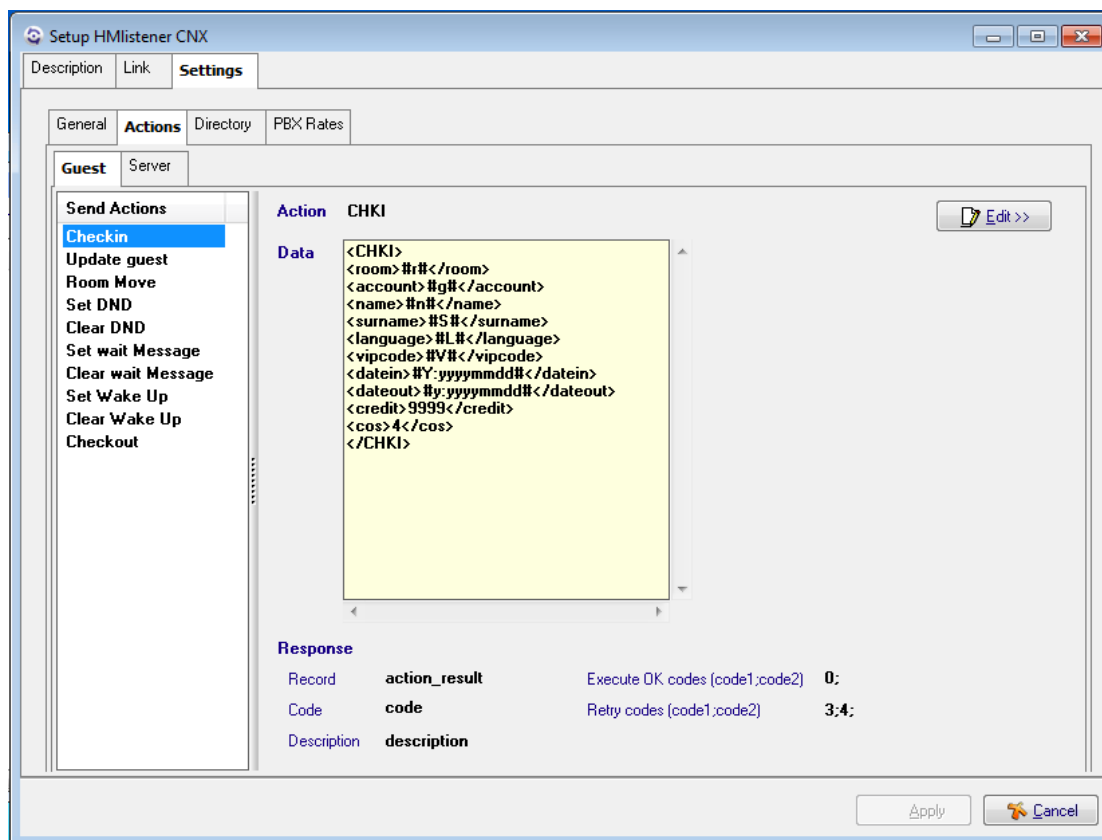 Setup HMlistener CNX
Description Link Settings
General Actions Directory PBX Rates
Guest Server
Send Actions
Checkin
Update guest
Room Move
Set DND
Clear DND
Set wait Message
Clear wait Message
Set Wake Up
Clear Wake Up
Checkout
Action CHKI
Edit >>
Data
<CHKI>
<room>#r#</room>
<account>#g#</account>
<name>#n#</name>
<surname>#S#</surname>
<language>#L#</language>
<vipcode>#V#</vipcode>
<datein>#Y:yyyymmdd#</datein>
<dateout>#y:yyyymmdd#</dateout>
<credit>9999</credit>
<cos>4</cos>
</CHKI>
Response
Record action_result Execute OK codes (code1;code2) 0;
Code code Retry codes (code1;code2) 3;4;
Description description
Apply Cancel